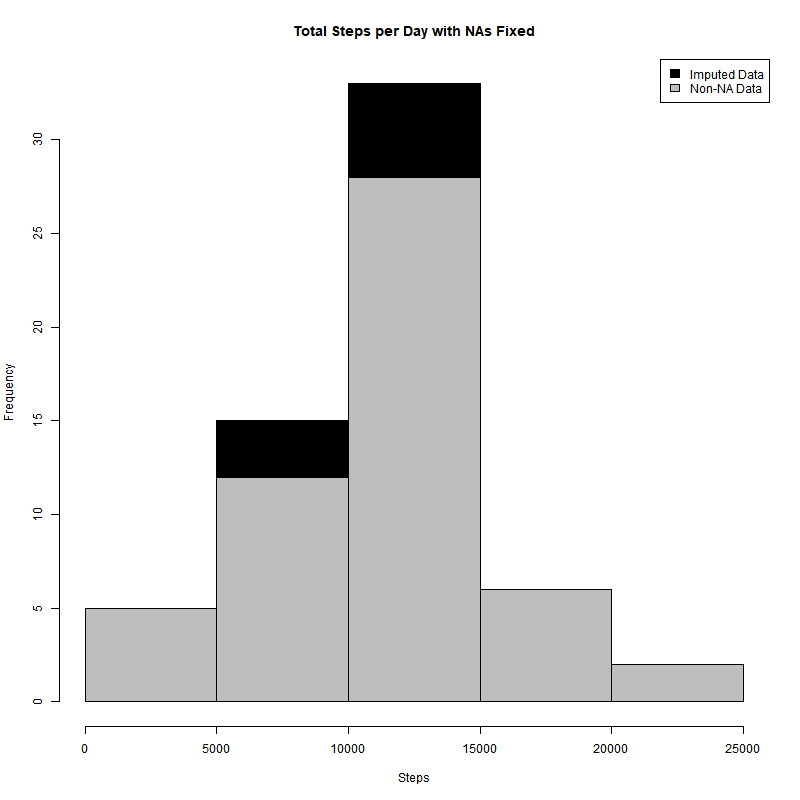 Total Steps per Day with NAs Fixed
Imputed Data
Non-NA Data
Frequency
30
25
20
15
10
5
0
0 5000 10000 15000 20000 25000
Steps